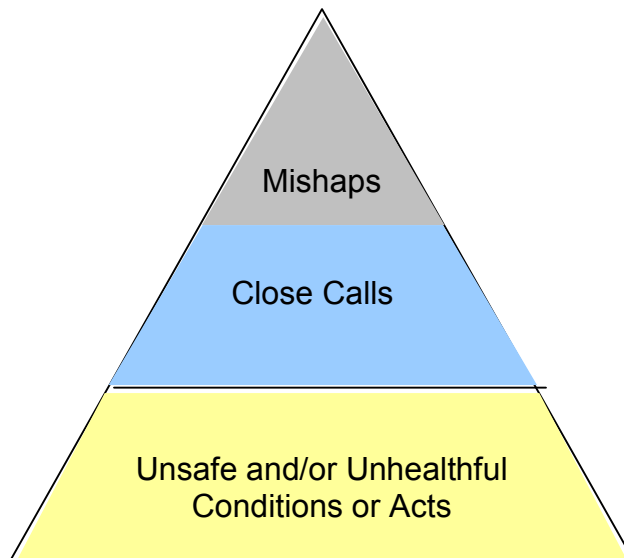 Mishaps
Close Calls
Unsafe and/or Unhealthful
Conditions or Acts